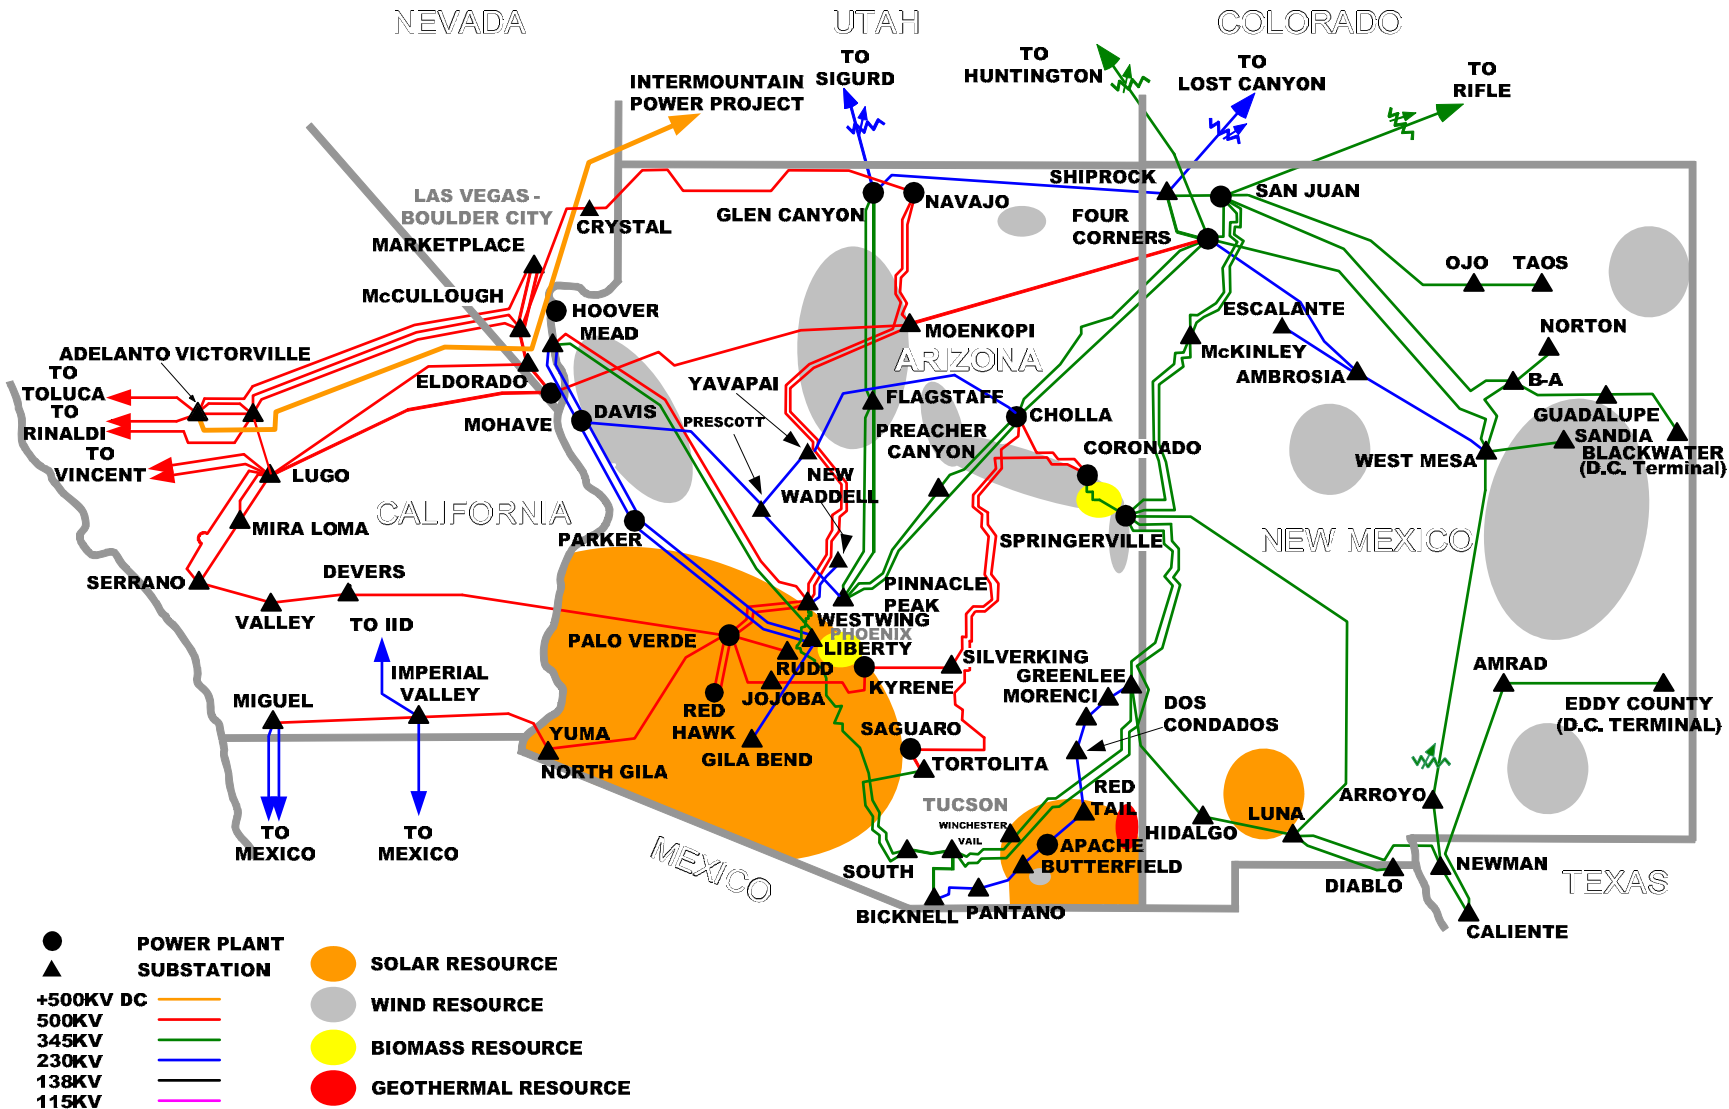 NEVADA
UTAH
COLORADO
INTERMOUNTAIN
POWER PROJECT
TO
SIGURD
TO
HUNTINGTON
TO
LOST CANYON
TO
RIFLE
LAS VEGAS -
BOULDER CITY
MARKETPLACE
CRYSTAL
GLEN CANYON
NAVAJO
SHIPROCK
SAN JUAN
FOUR
CORNERS
OJO
TAOS
McCULLOUGH
HOOVER
MEAD
MOENKOPI
ARIZONA
ESCALANTE
McKINLEY
AMBROSIA
NORTON
B-A
ADELANTO VICTORVILLE
TO
TOLUCA
TO
RINALDI
TO
VINCENT
ELDORADO
MOHAVE
DAVIS
YAVAPAI
PRESCOTT
FLAGSTAFF
CHOLLA
PREACHER
CANYON
CORONADO
GUADALUPE
SANDIA
BLACKWATER
(D.C. Terminal)
WEST MESA
LUGO
NEW
WADDELL
CALIFORNIA
MIRA LOMA
PARKER
SPRINGERVILLE
NEW MEXICO
SERRANO
DEVERS
VALLEY
TO IID
PINNACLE
PEAK
WESTWING
PHOENIX
PALO VERDE
LIBERTY
RUDD
KYRENE
JOJOBA
SILVERKING
GREENLEE
MORENCI
AMRAD
IMPERIAL
VALLEY
MIGUEL
RED
HAWK
DOS
CONDADOS
EDDY COUNTY
(D.C. TERMINAL)
YUMA
NORTH GILA
GILA BEND
SAGUARO
TORTOLITA
RED
TAIL
ARROYO
TUCSON
WINCHESTER
VAIL
HIDALGO
LUNA
TO
MEXICO
TO
MEXICO
MEXICO
SOUTH
APACHE
BUTTERFIELD
NEWMAN
DIABLO
TEXAS
BICKNELL
PANTANO
CALIENTE
POWER PLANT
SUBSTATION
+500KV DC
500KV
345KV
230KV
138KV
115KV
SOLAR RESOURCE
WIND RESOURCE
BIOMASS RESOURCE
GEOTHERMAL RESOURCE